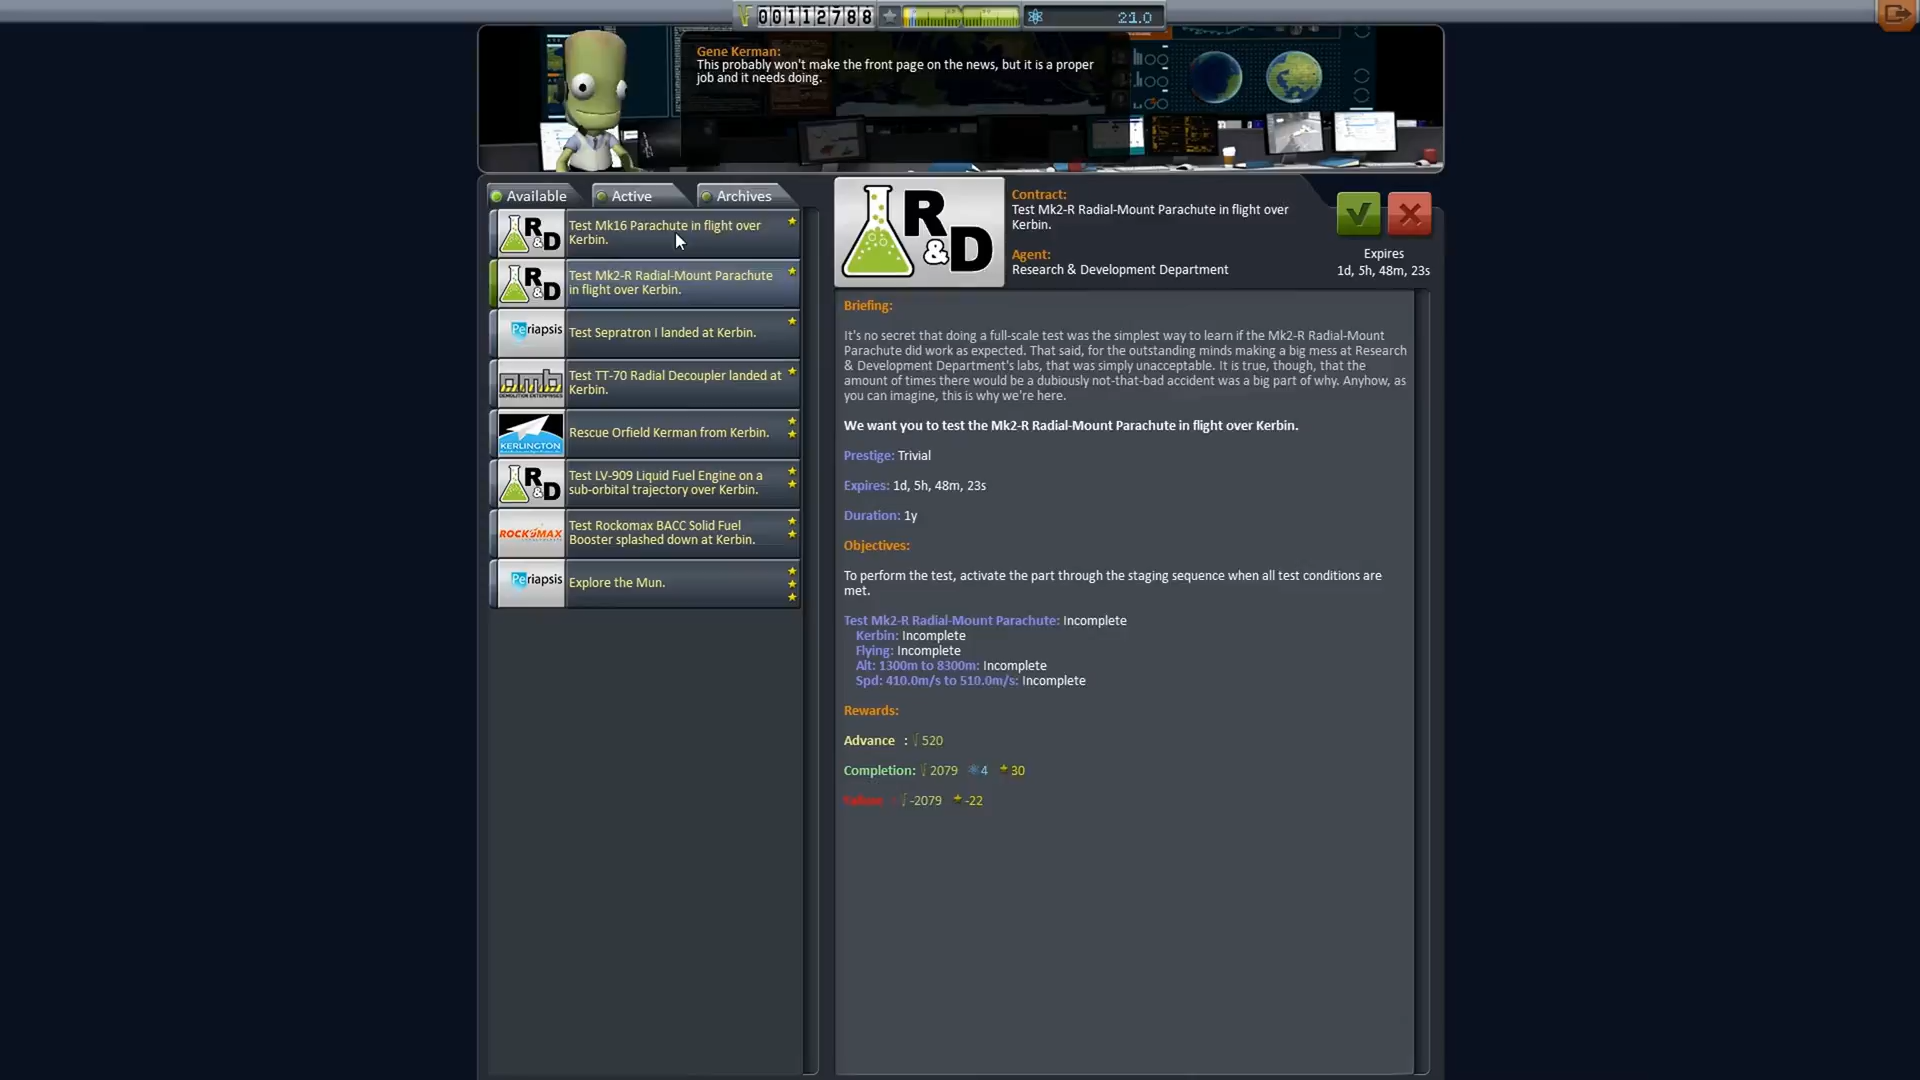 00112788
21.0
Gene Kerman:
This probably won't make the front page on the news, but it is a proper
job and it needs doing.
Available
Active
Archives
R&D
Test Mk16 Parachute in flight over
Kerbin.
R&D
Test Mk2-R Radial-Mount Parachute
in flight over Kerbin.
Periapsis
Test Sepratron I landed at Kerbin.
OMB
DEMOLITION ENTERPRISES
Test TT-70 Radial Decoupler landed at
Kerbin.
KERLINGTON
Rescue Orfield Kerman from Kerbin.
R&D
Test LV-909 Liquid Fuel Engine on a
sub-orbital trajectory over Kerbin.
ROCKOMAX
Test Rockomax BACC Solid Fuel
Booster splashed down at Kerbin.
Periapsis
Explore the Mun.
R&D
Contract:
Test Mk2-R Radial-Mount Parachute in flight over
Kerbin.
Agent:
Research & Development Department
Expires
1d, 5h, 48m, 23s
Briefing:
It's no secret that doing a full-scale test was the simplest way to learn if the Mk2-R Radial-Mount
Parachute did work as expected. That said, for the outstanding minds making a big mess at Research
& Development Department's labs, that was simply unacceptable. It is true, though, that the
amount of times there would be a dubiously not-that-bad accident was a big part of why. Anyhow, as
you can imagine, this is why we're here.
We want you to test the Mk2-R Radial-Mount Parachute in flight over Kerbin.
Prestige: Trivial
Expires: 1d, 5h, 48m, 23s
Duration: 1y
Objectives:
To perform the test, activate the part through the staging sequence when all test conditions are
met.
Test Mk2-R Radial-Mount Parachute: Incomplete
Kerbin: Incomplete
Flying: Incomplete
Alt: 1300m to 8300m: Incomplete
Spd: 410.0m/s to 510.0m/s: Incomplete
Rewards:
Advance : 520
Completion: 2079 4 30
Failure : -2079 -22